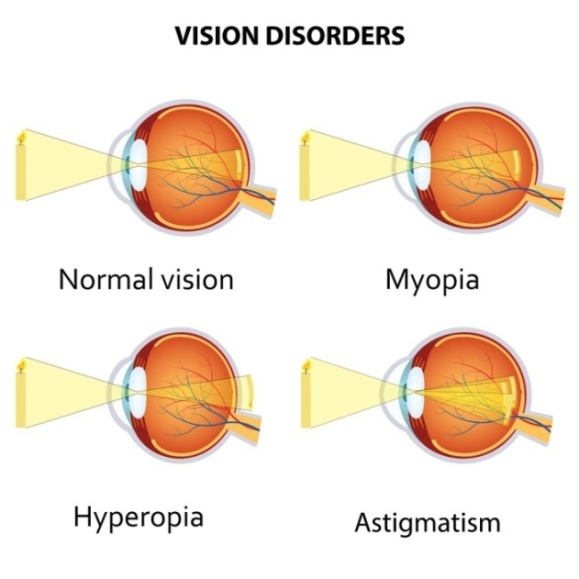 VISION DISORDERS
Normal vision
Myopia
Hyperopia
Astigmatism